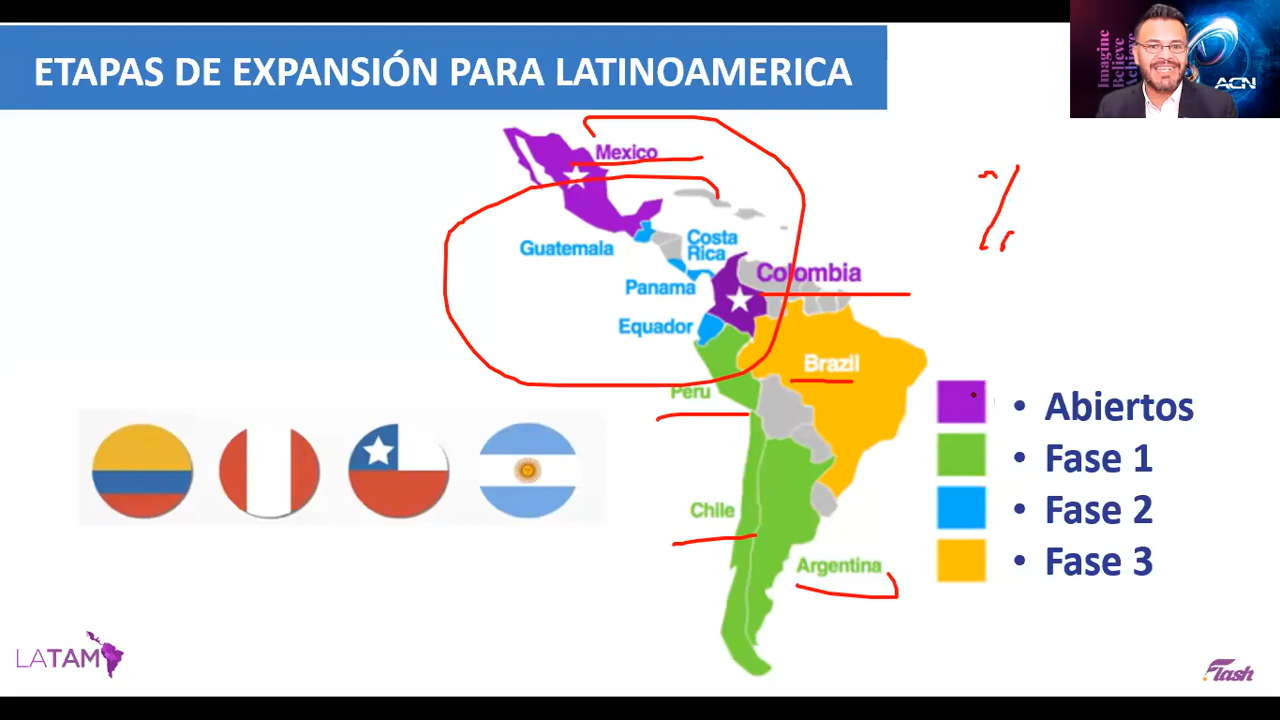 ETAPAS DE EXPANSIÓN PARA LATINOAMERICA
Imagine
Believe
Achieve
ACN
Mexico
%
Guatemala
Costa
Rica
Colombia
Panama
Equador
Brazil
Peru
• Abiertos
• Fase 1
Chile
• Fase 2
Argentina
• Fase 3
LATAM
Flash